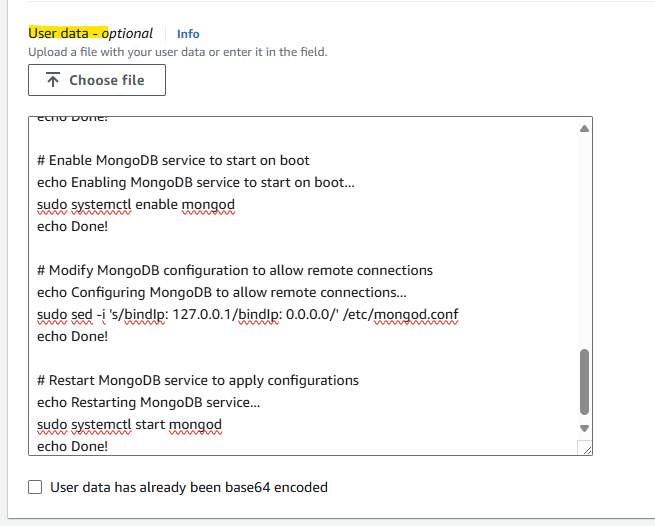 User data - optional Info
Upload a file with your user data or enter it in the field.
Choose file
echo Done!
# Enable MongoDB service to start on boot
echo Enabling MongoDB service to start on boot...
sudo systemctl enable mongod
echo Done!
# Modify MongoDB configuration to allow remote connections
echo Configuring MongoDB to allow remote connections...
sudo sed -i 's/bindIp: 127.0.0.1/bindIp: 0.0.0.0/' /etc/mongod.conf
echo Done!
# Restart MongoDB service to apply configurations
echo Restarting MongoDB service...
sudo systemctl start mongod
echo Done!
User data has already been base64 encoded